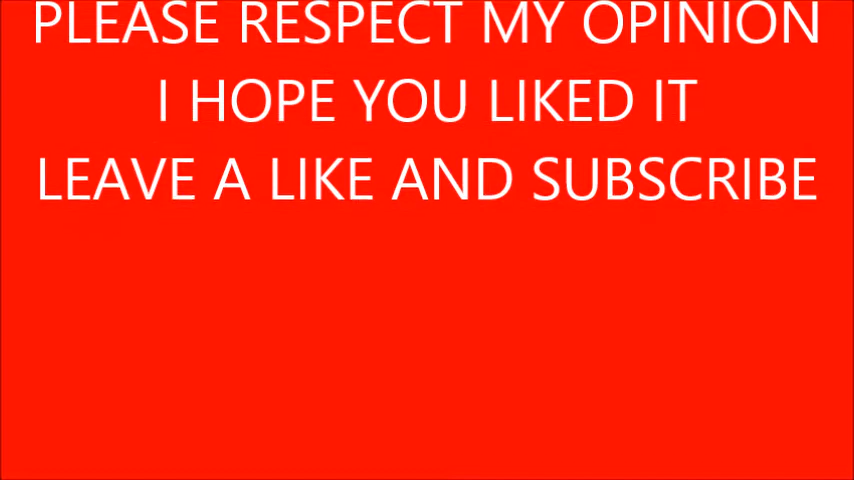 PLEASE RESPECT MY OPINION
I HOPE YOU LIKED IT
LEAVE A LIKE AND SUBSCRIBE